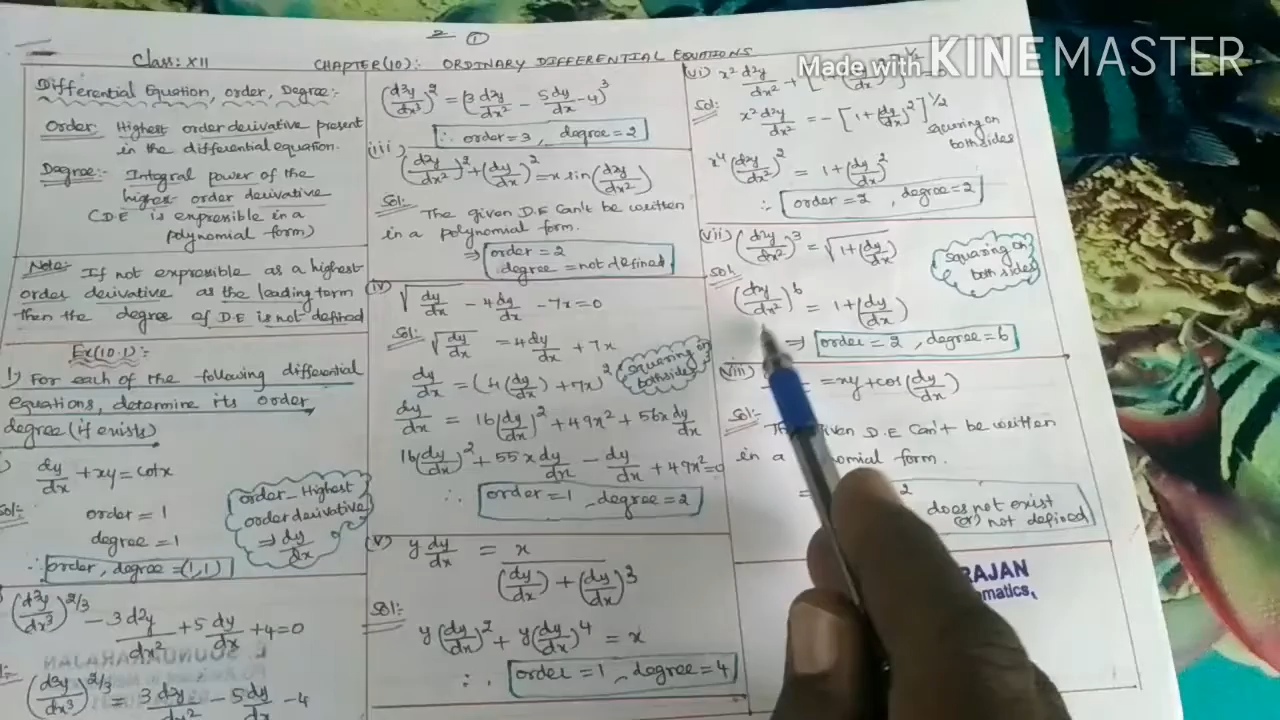 2 ①
Class: XII CHAPTER(10): ORDINARY DIFFERENTIAL EQUATIONS
Made with KINEMASTER
Differential Equation, order, Degree:-
Order: Highest order derivative present
in the differential equation.
Degree:- Integral power of the
higher order derivative
(D.E is expressible in a
polynomial form)
Note:- If not expressible as a highest
order derivative as the leading term
then the degree of D.E is not defined
Ex(10.1):-
1) For each of the following differential
equations, determine its order,
degree (if exists)
dy/dx + xy = cotx
Sol:-
order = 1
degree = 1
∴ order, degree = (1,1)
order - Highest
order derivative
⇒ dy/dx
(d³y/dx³)^2/3 - 3 d²y/dx² + 5 dy/dx + 4 = 0
(d³y/dx³)^2/3 = 3 d²y/dx² - 5 dy/dx - 4
(d³y/dx³)² = (3 d²y/dx² - 5 dy/dx - 4)³
∴ order = 3, degree = 2
(iii) (d²y/dx²)² + (dy/dx)² = x sin(d²y/dx²)
Sol:- The given D.E Can't be written
in a polynomial form.
⇒ order = 2
degree = not defined
(iv) √(dy/dx) - 4 dy/dx - 7x = 0
Sol:- √(dy/dx) = 4 dy/dx + 7x
squaring on
both sides
dy/dx = (4(dy/dx) + 7x)²
dy/dx = 16(dy/dx)² + 49x² + 56x dy/dx
16(dy/dx)² + 55x dy/dx - dy/dx + 49x² = 0
∴ order = 1, degree = 2
(v) y dy/dx = x / (dy/dx) + (dy/dx)³
Sol:-
y(dy/dx)² + y(dy/dx)⁴ = x
∴ order = 1, degree = 4
(vi) x² d²y/dx² + [
Sol: x² d²y/dx² = - [1 + (dy/dx)²]^1/2
squaring on
both sides
x⁴(d²y/dx²)² = 1 + (dy/dx)²
∴ order = 2, degree = 2
(vii) (d²y/dx²)³ = √(1 + (dy/dx))
squaring on
both sides
Sol:
(d²y/dx²)⁶ = 1 + (dy/dx)
⇒ order = 2, degree = 6
(viii) = xy + cos(dy/dx)
Sol:- given D.E Can't be written
in a form.
= 2
does not exist
(or) not defined
RAJAN